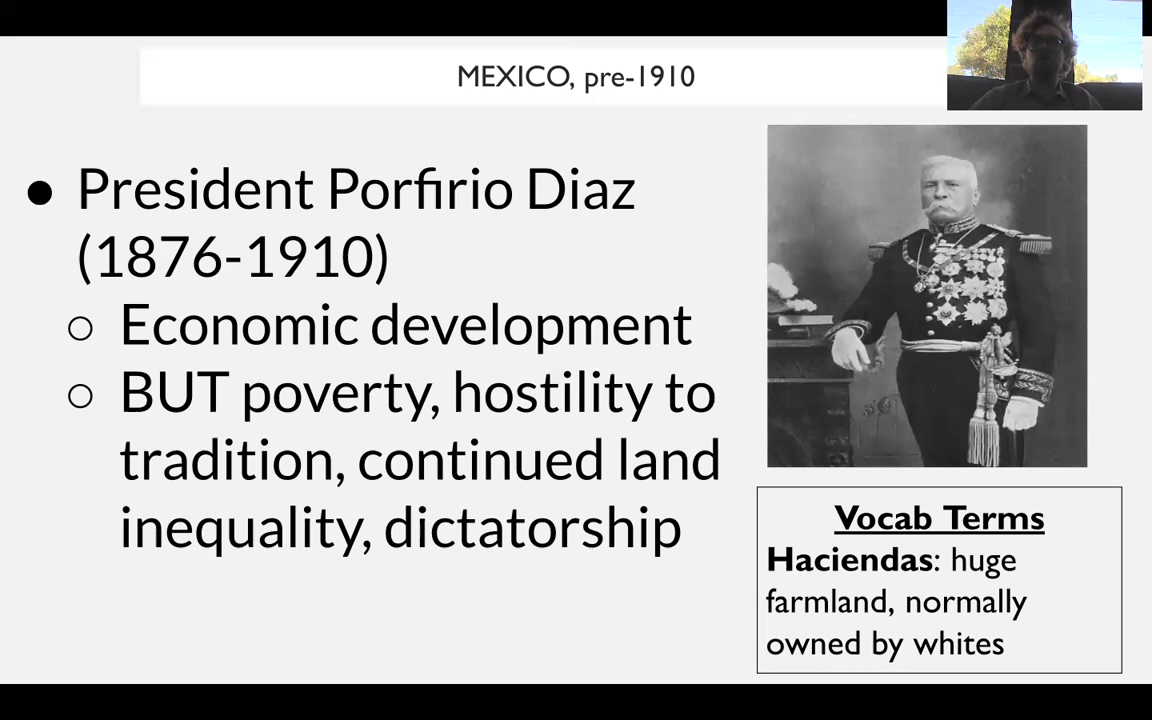 MEXICO, pre-1910
● President Porfirio Diaz
(1876-1910)
○ Economic development
○ BUT poverty, hostility to
tradition, continued land
inequality, dictatorship
Vocab Terms
Haciendas: huge
farmland, normally
owned by whites